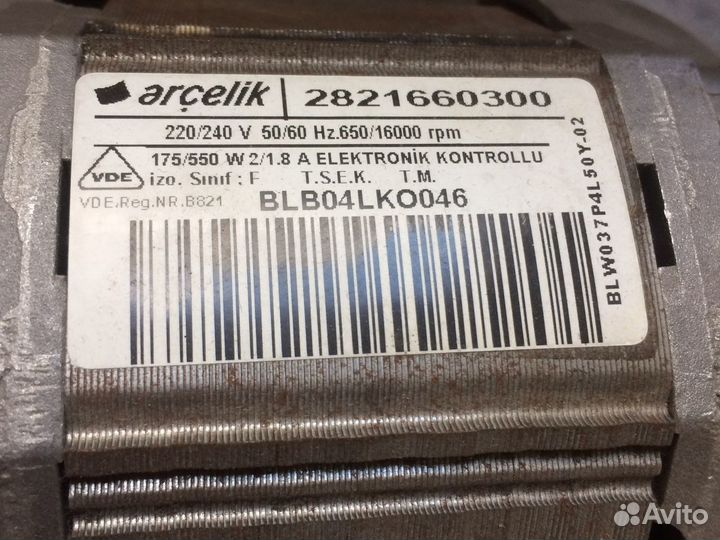 arçelik 2821660300
220/240 V 50/60 Hz.650/16000 rpm
175/550 W 2/1.8 A ELEKTRONİK KONTROLLU
VDE izo. Sınıf : F T.S.E.K. T.M.
VDE.Reg.NR.B821 BLB04LKO046
BLW037P4L50Y-02
Avito